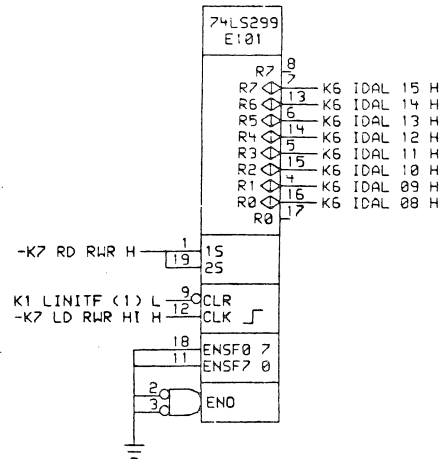 74LS299
E101
R7 8
R7 7 K6 IDAL 15 H
R6 13 K6 IDAL 14 H
R5 6 K6 IDAL 13 H
R4 14 K6 IDAL 12 H
R3 5 K6 IDAL 11 H
R2 15 K6 IDAL 10 H
R1 4 K6 IDAL 09 H
R0 16 K6 IDAL 08 H
R0 17
-K7 RD RWR H 1 1S
19 2S
K1 LINITF (1) L 9 CLR
-K7 LD RWR HI H 12 CLK
18 ENSF0 7
11 ENSF7 0
2
3 ENO